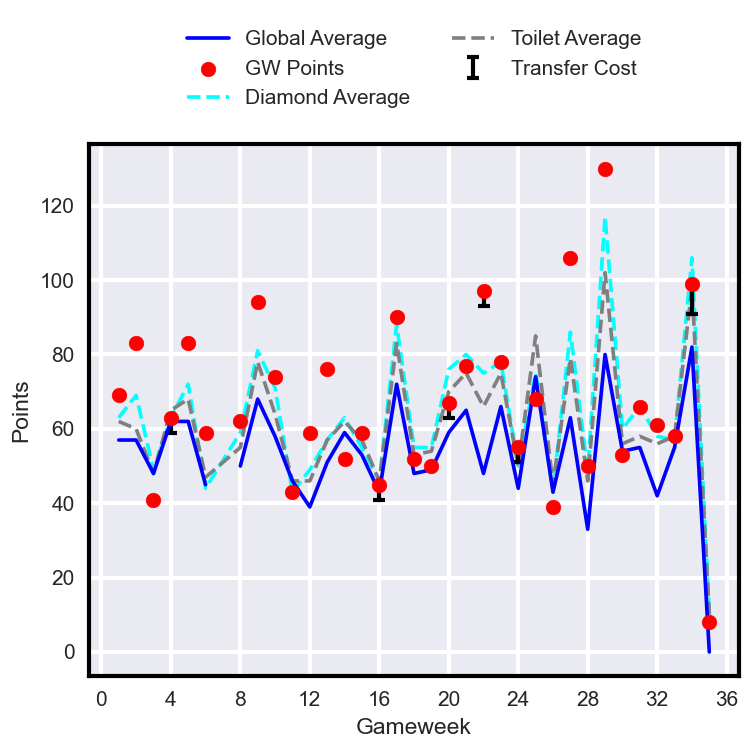 Global Average
GW Points
Diamond Average
Toilet Average
Transfer Cost
Points
120
100
80
60
40
20
0
0 4 8 12 16 20 24 28 32 36
Gameweek